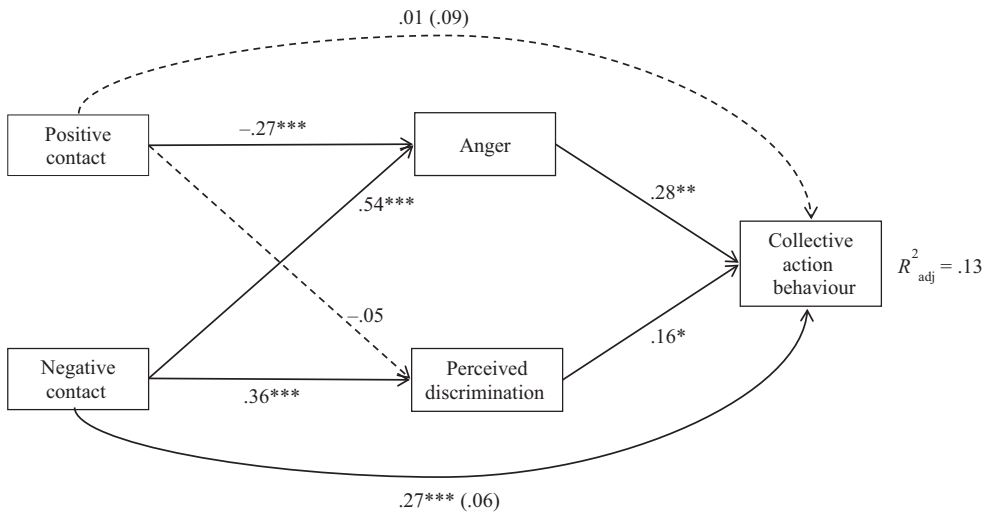 .01 (.09)
Positive
contact
–.27***
Anger
.54***
.28**
Collective
action
behaviour
R²adj = .13
–.05
Negative
contact
.36***
Perceived
discrimination
.16*
.27*** (.06)